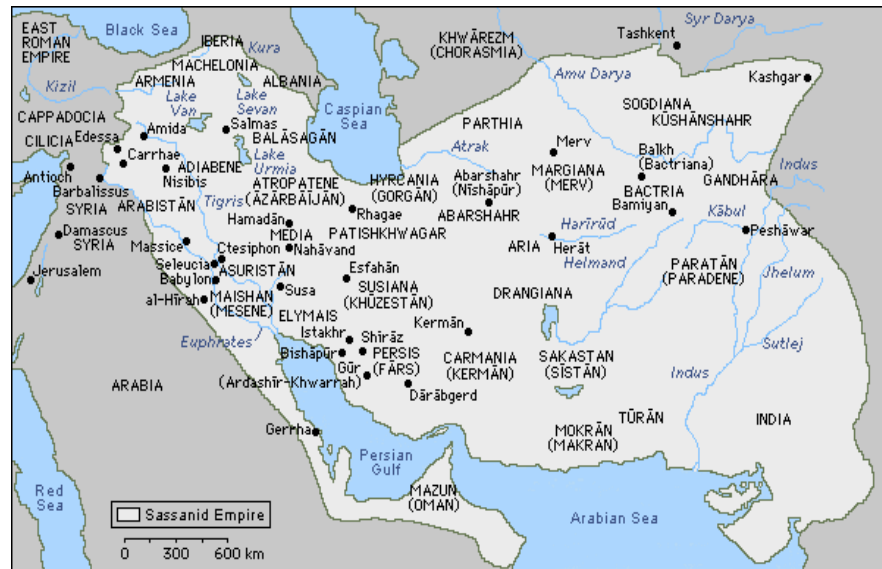 EAST
ROMAN
EMPIRE
Black Sea
IBERIA
Kura
MACHELONIA
ARMENIA
ALBANIA
KHWĀREZM
(CHORASMIA)
Tashkent
Syr Darya
Kashgar
Kizil
Lake
Van
Lake
Sevan
Caspian
Sea
Amu Darya
SOGDIANA
KŪSHĀNSHAHR
CAPPADOCIA
CILICIA
Edessa
Amida
Salmas
BALĀSAGĀN
PARTHIA
Carrhae
ADIABENE
Lake
Urmia
Atrak
Merv
MARGIANA
(MERV)
Balkh
(Bactriana)
Indus
Antioch
Nisibis
Barbalissus
ATROPATENE
(ĀZĀRBĀIJĀN)
HYRCANIA
(GORGĀN)
Abarshahr
(Nīshāpūr)
BACTRIA
GANDHĀRA
SYRIA
ARABISTĀN
Tigris
Rhagae
ABARSHAHR
Bamiyan
Kābul
Hamadān
PATISHKHWAGAR
Harīrūd
Peshāwar
Damascus
SYRIA
MEDIA
Nahāvand
ARIA
Herāt
Massice
Ctesiphon
Helmand
Seleucia
ASURISTĀN
Esfahān
PARATĀN
(PARADENE)
Jhelum
Jerusalem
Babylon
Susa
SUSIANA
(KHŪZESTĀN)
DRANGIANA
al-Hīrah
MAISHAN
(MESENE)
ELYMAIS
Istakhr
Shīrāz
Kermān
Euphrates
Bishāpūr
PERSIS
(FĀRS)
CARMANIA
(KERMĀN)
SAKASTAN
(SĪSTĀN)
Sutlej
Gūr
(Ardashīr-Khwarrah)
Indus
ARABIA
Dārābgerd
TŪRĀN
INDIA
Gerrha
MOKRĀN
(MAKRAN)
Persian
Gulf
Red
Sea
MAZUN
(OMAN)
Arabian Sea
Sassanid Empire
0 300 600 km